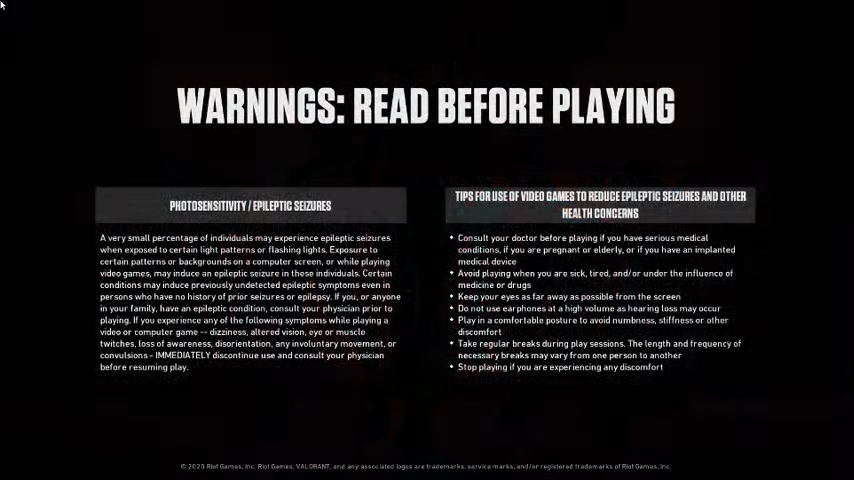 WARNINGS: READ BEFORE PLAYING
PHOTOSENSITIVITY / EPILEPTIC SEIZURES
A very small percentage of individuals may experience epileptic seizures
when exposed to certain light patterns or flashing lights. Exposure to
certain patterns or backgrounds on a computer screen, or while playing
video games, may induce an epileptic seizure in these individuals. Certain
conditions may induce previously undetected epileptic symptoms even in
persons who have no history of prior seizures or epilepsy. If you, or anyone
in your family, have an epileptic condition, consult your physician prior to
playing. If you experience any of the following symptoms while playing a
video or computer game -- dizziness, altered vision, eye or muscle
twitches, loss of awareness, disorientation, any involuntary movement, or
convulsions - IMMEDIATELY discontinue use and consult your physician
before resuming play.
TIPS FOR USE OF VIDEO GAMES TO REDUCE EPILEPTIC SEIZURES AND OTHER
HEALTH CONCERNS
• Consult your doctor before playing if you have serious medical
conditions, if you are pregnant or elderly, or if you have an implanted
medical device
• Avoid playing when you are sick, tired, and/or under the influence of
medicine or drugs
• Keep your eyes as far away as possible from the screen
• Do not use earphones at a high volume as hearing loss may occur
• Play in a comfortable posture to avoid numbness, stiffness or other
discomfort
• Take regular breaks during play sessions. The length and frequency of
necessary breaks may vary from one person to another
• Stop playing if you are experiencing any discomfort
© 2020 Riot Games, Inc. Riot Games, VALORANT, and any associated logos are trademarks, service marks, and/or registered trademarks of Riot Games, Inc.